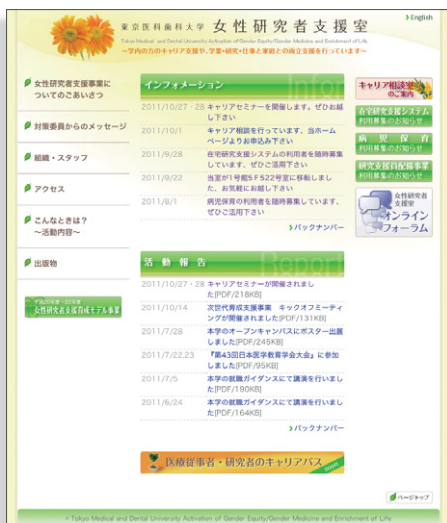 English
東京医科歯科大学 女性研究者支援室
Tokyo Medical and Dental University Activation of Gender Equity/Gender Medicine and Enrichment of Life
～学内の方のキャリア支援や、学業・研究・仕事と家庭との両立支援を行っています～
女性研究者支援事業に
ついてのごあいさつ
対策委員からのメッセージ
組織・スタッフ
アクセス
こんなときは？
～活動内容～
出版物
平成20年度～22年度
女性研究者支援育成モデル事業
インフォメーション
Info
2011/10/27・28 キャリアセミナーを開催します。ぜひお越
し下さい
2011/10/1 キャリア相談を行っています、当ホーム
ページよりお申込み下さい
2011/9/28 在宅研究支援システムの利用者を随時募集
しています、ぜひご活用下さい
2011/9/22 当室が1号館5F522号室に移転しまし
た、お気軽にお越し下さい
2011/8/1 病児保育の利用者を随時募集しています、
ぜひご活用下さい
バックナンバー
活動報告
Report
2011/10/27・28 キャリアセミナーが開催されまし
た[PDF/218KB]
2011/10/14 次世代育成支援事業 キックオフミーティ
ングが開催されました[PDF/131KB]
2011/7/28 本学のオープンキャンパスにポスター出展
しました[PDF/245KB]
2011/7/22,23 『第43回日本医学教育学会大会』に参加
しました[PDF/95KB]
2011/7/5 本学の就職ガイダンスにて講演を行いまし
た[PDF/190KB]
2011/6/24 本学の就職ガイダンスにて講演を行いまし
た[PDF/164KB]
バックナンバー
医療従事者・研究者のキャリアパス
キャリア相談室
のご案内
在宅研究支援システム
利用募集のお知らせ
病児保育
利用募集のお知らせ
研究支援員配備事業
利用募集のお知らせ
女性研究者
支援室
オンライン
フォーラム
ページトップ
Tokyo Medical and Dental University Activation of Gender Equity/Gender Medicine and Enrichment of Life